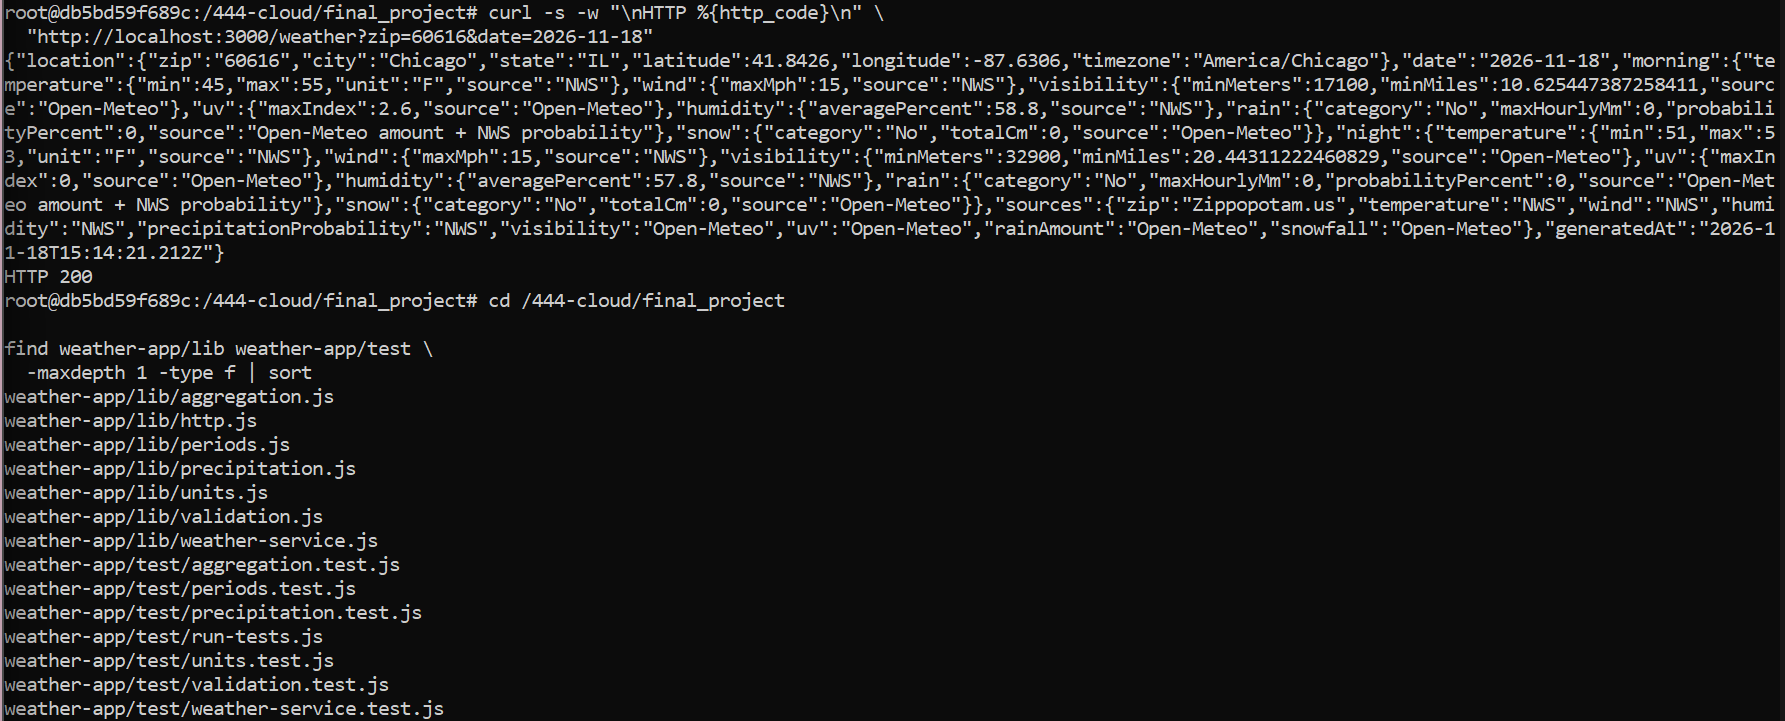 root@db5bd59f689c:/444-cloud/final_project# curl -s -w "\nHTTP %{http_code}\n" \
  "http://localhost:3000/weather?zip=60616&date=2026-11-18"
{"location":{"zip":"60616","city":"Chicago","state":"IL","latitude":41.8426,"longitude":-87.6306,"timezone":"America/Chicago"},"date":"2026-11-18","morning":{"te
mperature":{"min":45,"max":55,"unit":"F","source":"NWS"},"wind":{"maxMph":15,"source":"NWS"},"visibility":{"minMeters":17100,"minMiles":10.625447387258411,"sourc
e":"Open-Meteo"},"uv":{"maxIndex":2.6,"source":"Open-Meteo"},"humidity":{"averagePercent":58.8,"source":"NWS"},"rain":{"category":"No","maxHourlyMm":0,"probabili
tyPercent":0,"source":"Open-Meteo amount + NWS probability"},"snow":{"category":"No","totalCm":0,"source":"Open-Meteo"}},"night":{"temperature":{"min":51,"max":5
3,"unit":"F","source":"NWS"},"wind":{"maxMph":15,"source":"NWS"},"visibility":{"minMeters":32900,"minMiles":20.44311222460829,"source":"Open-Meteo"},"uv":{"maxIn
dex":0,"source":"Open-Meteo"},"humidity":{"averagePercent":57.8,"source":"NWS"},"rain":{"category":"No","maxHourlyMm":0,"probabilityPercent":0,"source":"Open-Met
eo amount + NWS probability"},"snow":{"category":"No","totalCm":0,"source":"Open-Meteo"}},"sources":{"zip":"Zippopotam.us","temperature":"NWS","wind":"NWS","humi
dity":"NWS","precipitationProbability":"NWS","visibility":"Open-Meteo","uv":"Open-Meteo","rainAmount":"Open-Meteo","snowfall":"Open-Meteo"},"generatedAt":"2026-1
1-18T15:14:21.212Z"}
HTTP 200
root@db5bd59f689c:/444-cloud/final_project# cd /444-cloud/final_project

find weather-app/lib weather-app/test \
  -maxdepth 1 -type f | sort
weather-app/lib/aggregation.js
weather-app/lib/http.js
weather-app/lib/periods.js
weather-app/lib/precipitation.js
weather-app/lib/units.js
weather-app/lib/validation.js
weather-app/lib/weather-service.js
weather-app/test/aggregation.test.js
weather-app/test/periods.test.js
weather-app/test/precipitation.test.js
weather-app/test/run-tests.js
weather-app/test/units.test.js
weather-app/test/validation.test.js
weather-app/test/weather-service.test.js